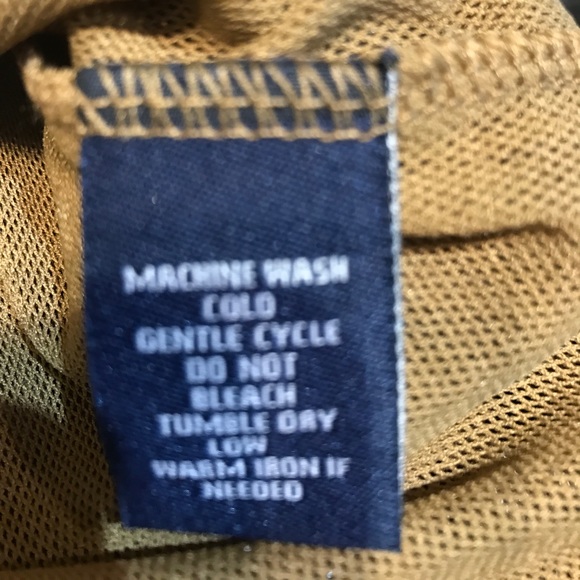 MACHINE WASH
COLD
GENTLE CYCLE
DO NOT
BLEACH
TUMBLE DRY
LOW
WARM IRON IF
NEEDED